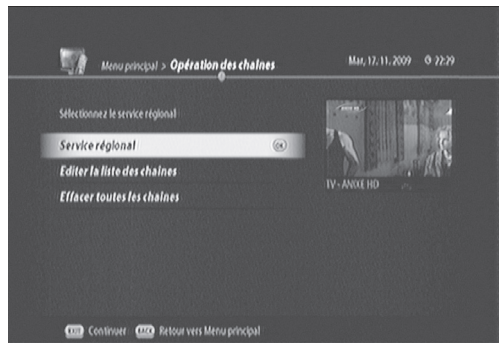 Menu principal > Opération des chaînes
Mar, 17. 11. 2009 22:29
Sélectionnez le service régional
Service régional OK
Editer la liste des chaînes
Effacer toutes les chaînes
TV - ANIXE HD
EXIT Continuer BACK Retour vers Menu principal